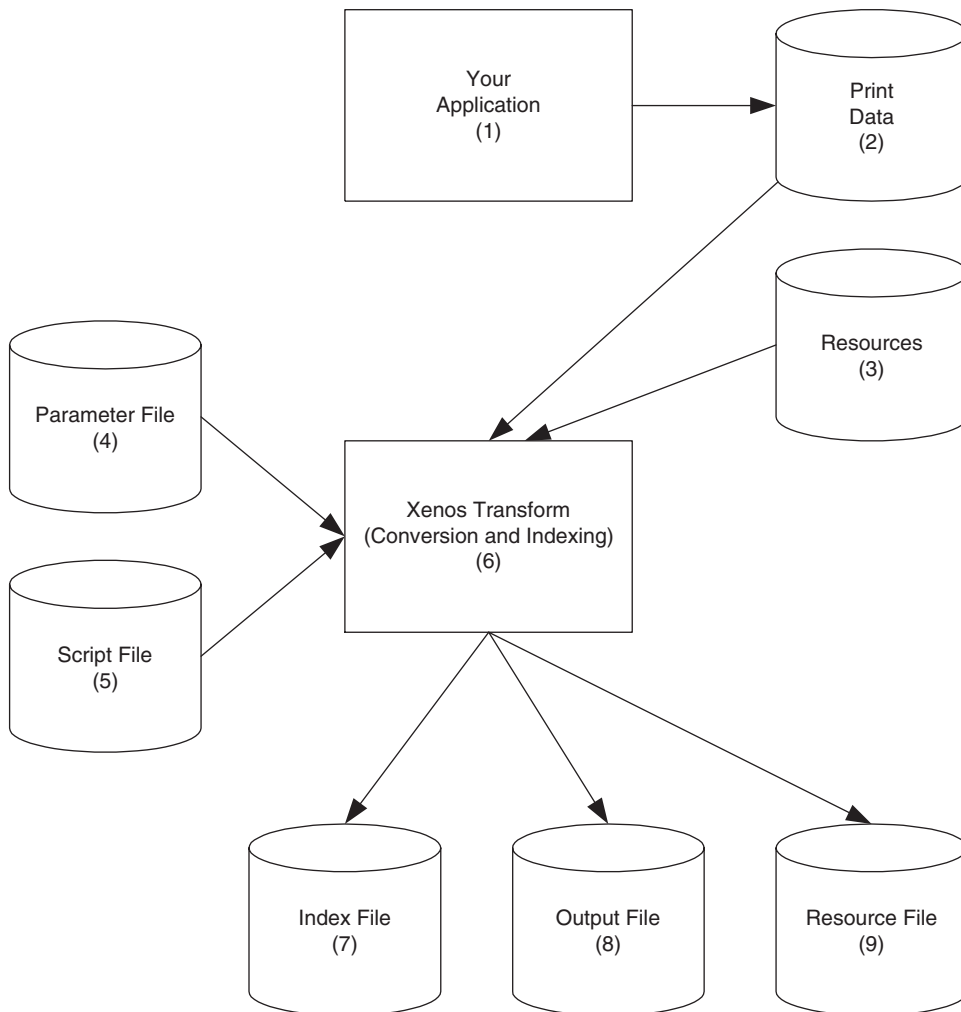 Your
Application
(1)
Print
Data
(2)
Resources
(3)
Parameter File
(4)
Xenos Transform
(Conversion and Indexing)
(6)
Script File
(5)
Index File
(7)
Output File
(8)
Resource File
(9)